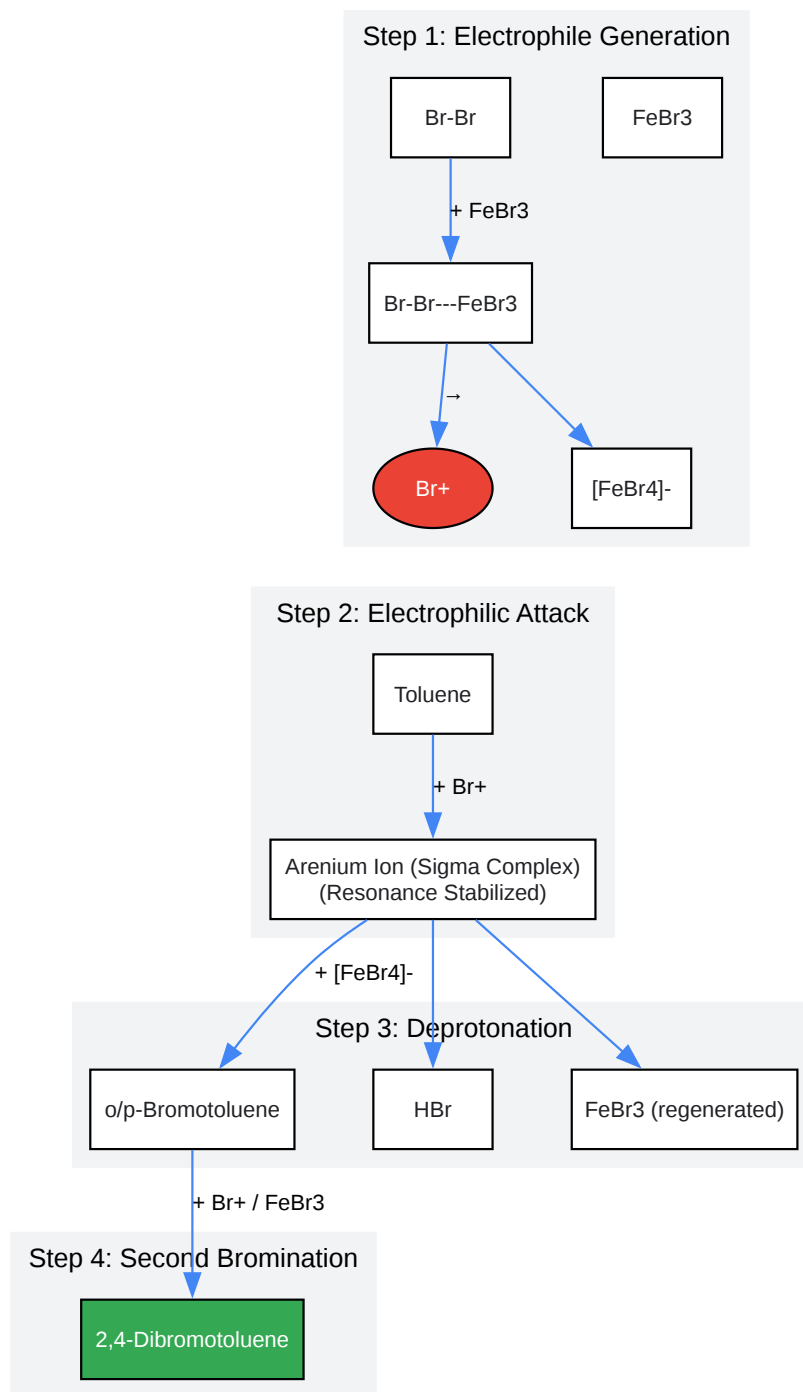 Step 1: Electrophile Generation
Br-Br
FeBr3
+ FeBr3
Br-Br---FeBr3
→
Br+
[FeBr4]-
Step 2: Electrophilic Attack
Toluene
+ Br+
Arenium Ion (Sigma Complex)
(Resonance Stabilized)
+ [FeBr4]-
Step 3: Deprotonation
o/p-Bromotoluene
HBr
FeBr3 (regenerated)
+ Br+ / FeBr3
Step 4: Second Bromination
2,4-Dibromotoluene